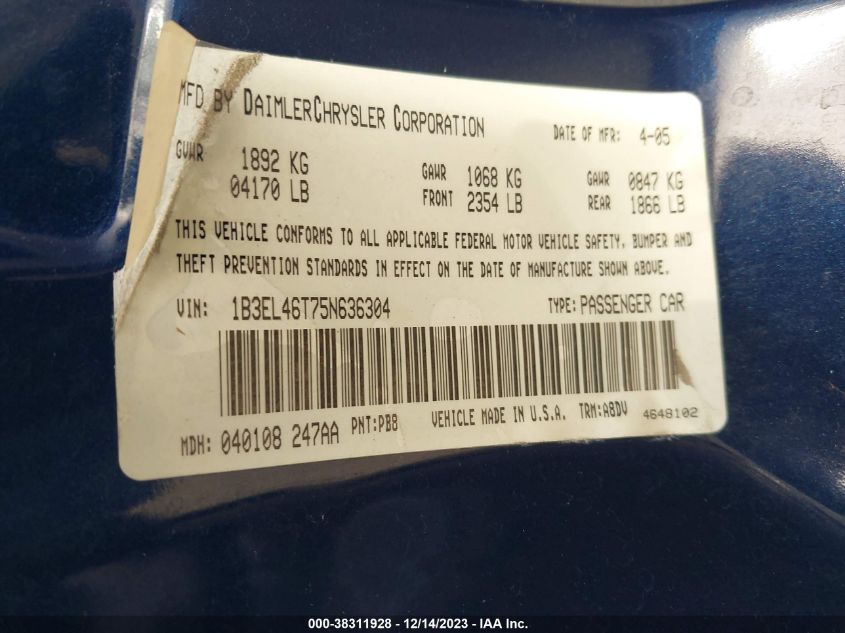 MFD BY DAIMLERCHRYSLER CORPORATION DATE OF MFR: 4-05
GVWR 1892 KG GAWR 1068 KG GAWR 0847 KG
04170 LB FRONT 2354 LB REAR 1866 LB
THIS VEHICLE CONFORMS TO ALL APPLICABLE FEDERAL MOTOR VEHICLE SAFETY, BUMPER AND
THEFT PREVENTION STANDARDS IN EFFECT ON THE DATE OF MANUFACTURE SHOWN ABOVE.
VIN: 1B3EL46T75N636304 TYPE: PASSENGER CAR
MDH: 040108 247AA PNT:PB8 VEHICLE MADE IN U.S.A. TRM:A8DV 4648102
000-38311928 - 12/14/2023 - IAA Inc.